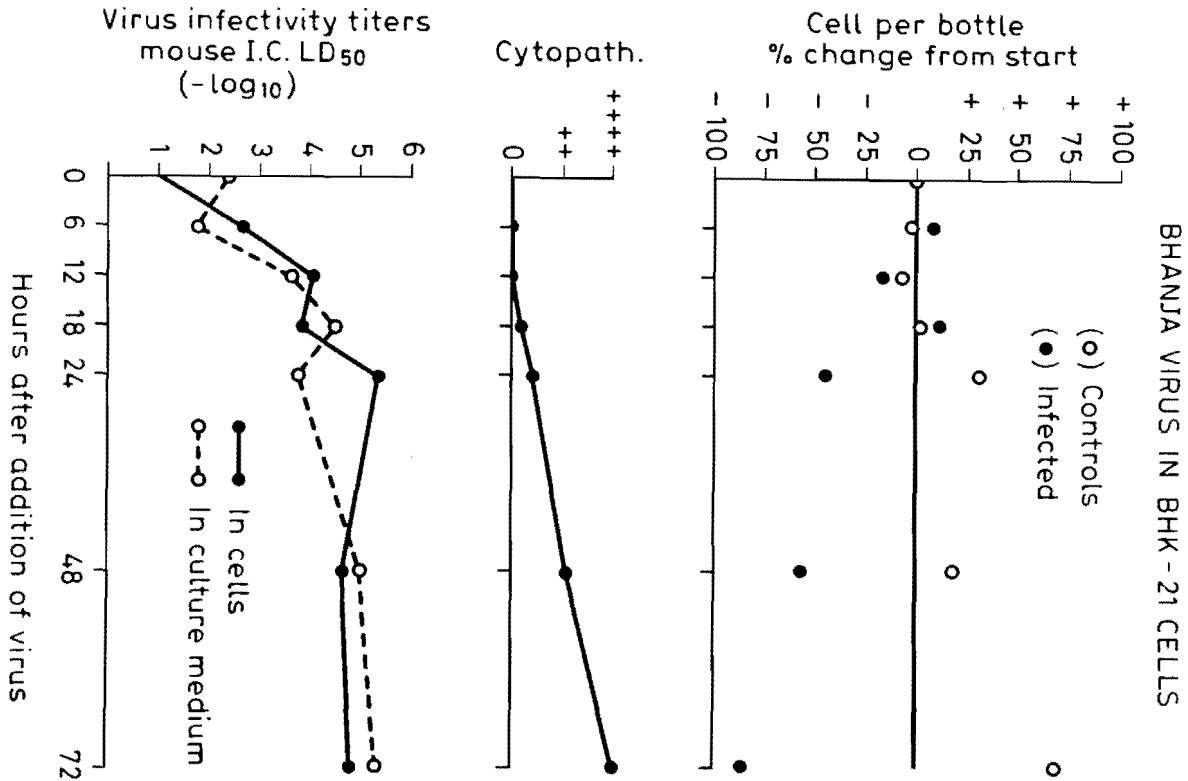 BHANJA VIRUS IN BHK-21 CELLS
Cell per bottle
% change from start
+100
+ 75
+ 50
+ 25
0
- 25
- 50
- 75
- 100
(o) Controls
(●) Infected
Cytopath.
++++
++
0
Virus infectivity titers
mouse I.C. LD50
(-log10)
6
5
4
3
2
1
In cells
In culture medium
0
6
12
18
24
48
72
Hours after addition of virus